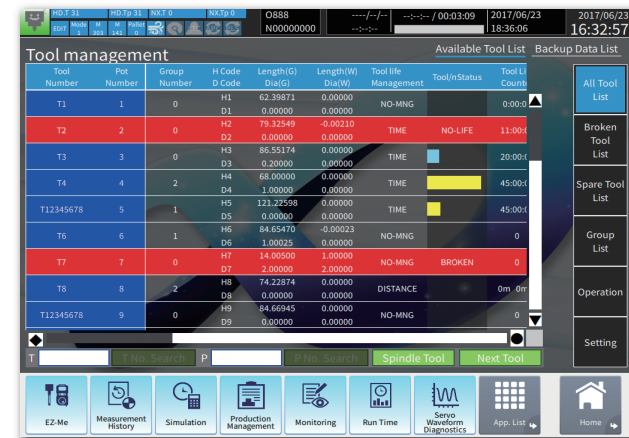 HD.T 31 HD.Tp 31 NX.T 0 NX.Tp 0 O888 ----/--/-- --:--:-- / 00:03:09 2017/06/23 2017/06/23
EDIT Mode 1 M 303 M 141 Pallet 0 N00000000 --:--:-- 18:36:06 16:32:57
Tool management Available Tool List Backup Data List
Tool Number Pot Number Group Number H Code D Code Length(G) Dia(G) Length(W) Dia(W) Tool life Management Tool/nStatus Tool Li Counte
T1 1 0 H1 D1 62.39871 0.00000 0.00000 0.00000 NO-MNG 0:00:0
T2 2 0 H2 D2 79.32549 0.00000 -0.00210 0.00000 TIME NO-LIFE 11:00:0
T3 3 0 H3 D3 86.55174 0.20000 0.00000 0.00000 TIME 20:00:0
T4 4 2 H4 D4 68.00000 1.00000 0.00000 0.00000 TIME 45:00:0
T12345678 5 1 H5 D5 121.22598 0.00000 0.00000 0.00000 TIME 45:00:0
T6 6 1 H6 D6 84.65470 1.00025 -0.00023 0.00000 NO-MNG 0
T7 7 0 H7 D7 14.00500 2.00000 1.00000 2.00000 NO-MNG BROKEN 0
T8 8 2 H8 D8 74.22874 0.00000 0.00000 0.00000 DISTANCE 0m 0m
T12345678 9 0 H9 D9 84.66945 0.00000 0.00000 0.00000 NO-MNG 0
All Tool List
Broken Tool List
Spare Tool List
Group List
Operation
Setting
T T No. Search P P No. Search Spindle Tool Next Tool
EZ-Me
Measurement History
Simulation
Production Management
Monitoring
Run Time
Servo Waveform Diagnostics
App. List
Home